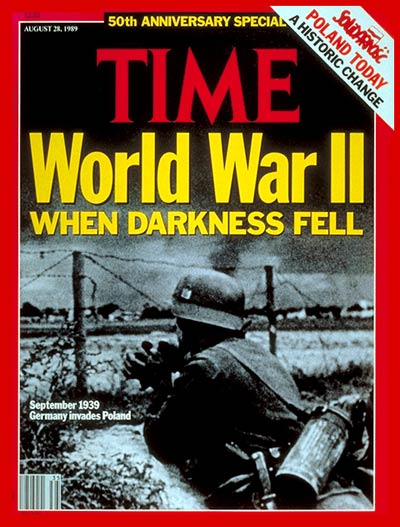 50th ANNIVERSARY SPECIAL
AUGUST 28, 1989
SOLIDARNOŚĆ
POLAND TODAY
A HISTORIC CHANGE
TIME
World War II
WHEN DARKNESS FELL
September 1939
Germany invades Poland
35